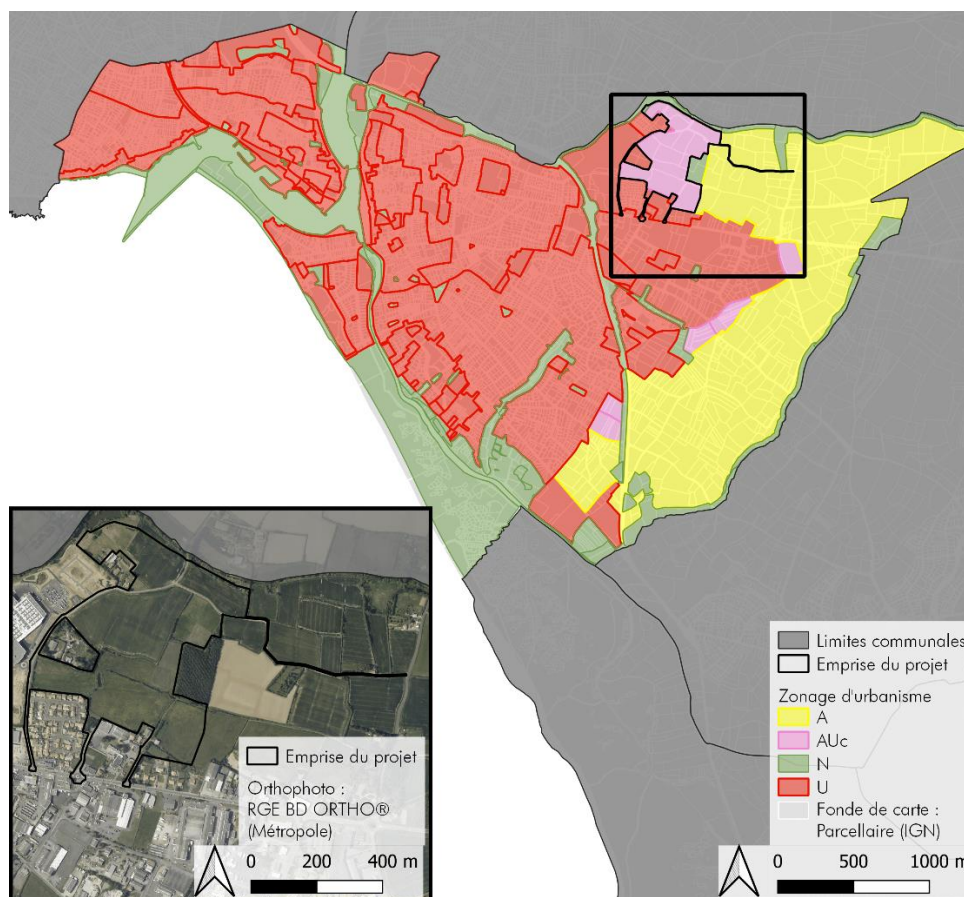 Emprise du projet
Orthophoto :
RGE BD ORTHO®
(Métropole)
0 200 400 m
Limites communales
Emprise du projet
Zonage d'urbanisme
A
AUc
N
U
Fonde de carte :
Parcellaire (IGN)
0 500 1000 m